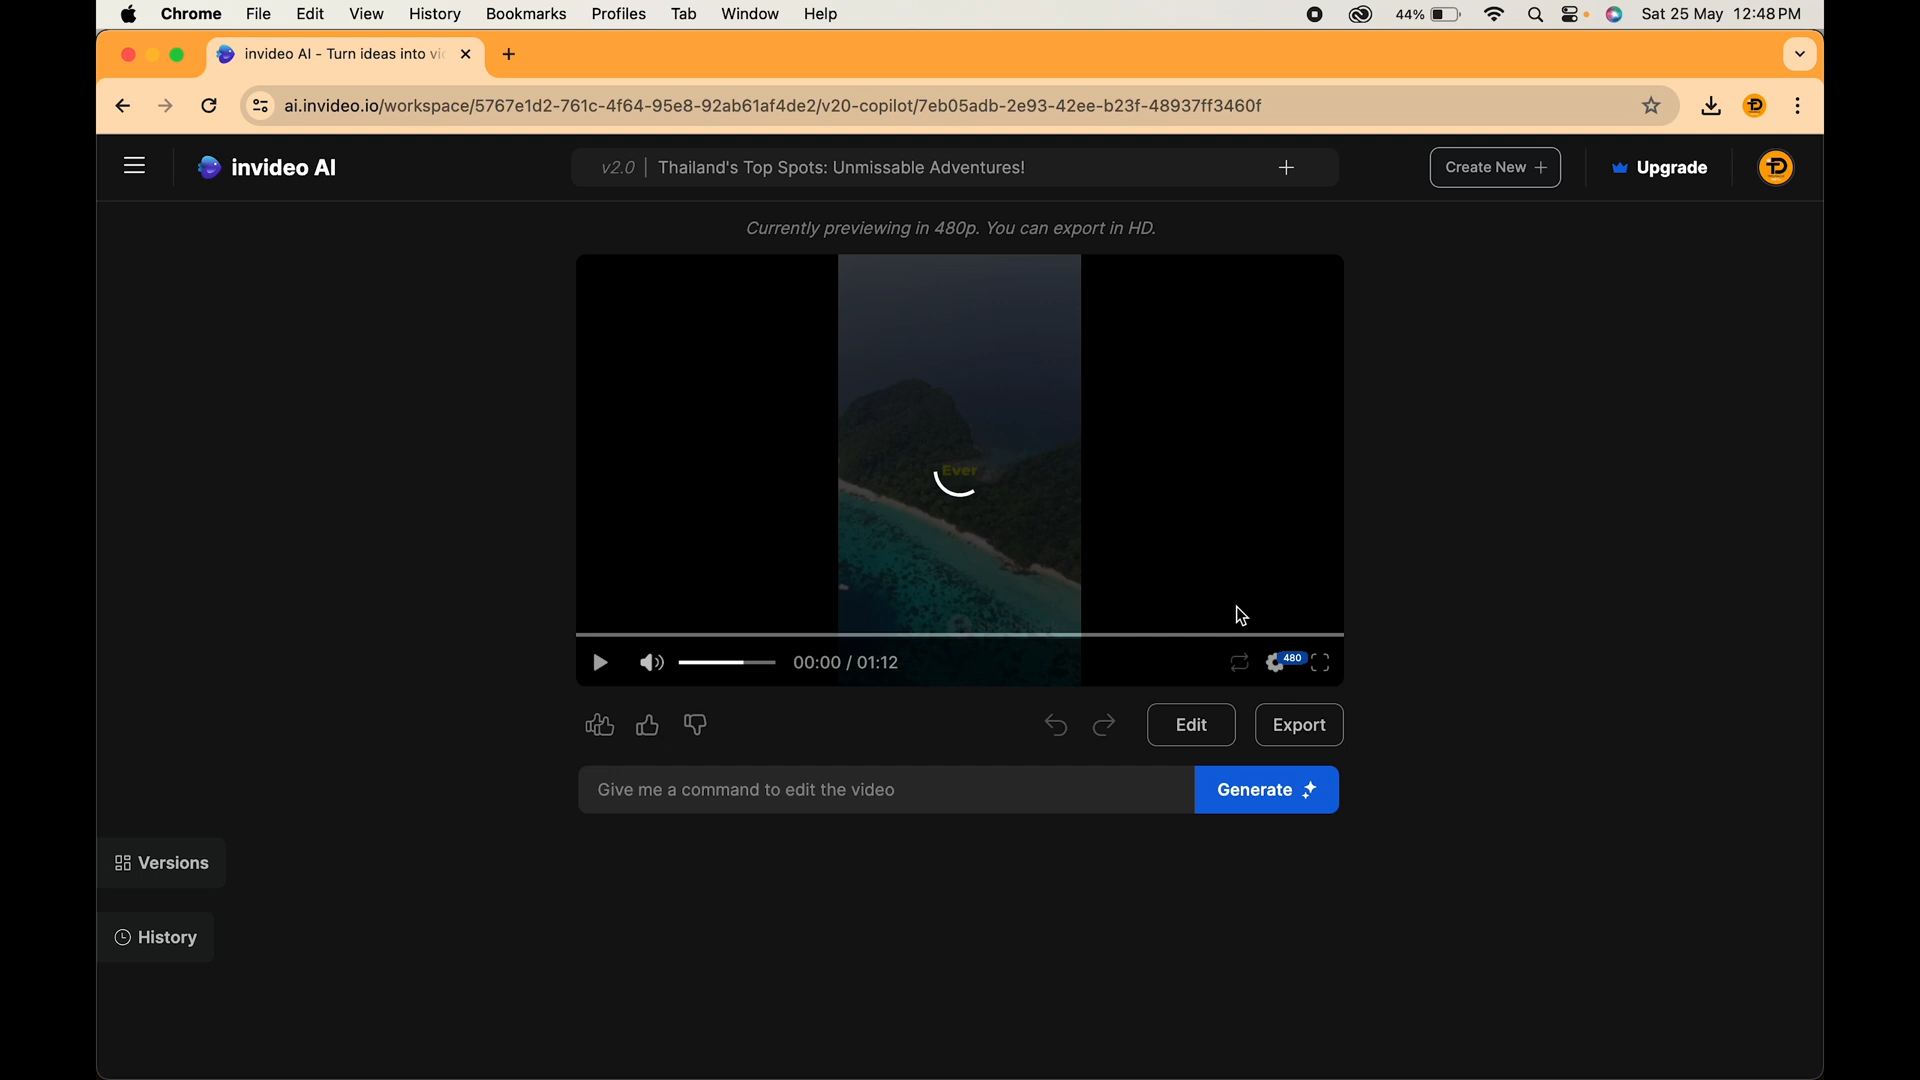 Chrome File Edit View History Bookmarks Profiles Tab Window Help 44% Sat 25 May 12:48 PM
invideo AI - Turn ideas into vi
ai.invideo.io/workspace/5767e1d2-761c-4f64-95e8-92ab61af4de2/v20-copilot/7eb05adb-2e93-42ee-b23f-48937ff3460f
invideo AI v2.0 | Thailand's Top Spots: Unmissable Adventures! Create New + Upgrade
Currently previewing in 480p. You can export in HD.
Ever
00:00 / 01:12 480
Edit Export
Give me a command to edit the video Generate
Versions
History